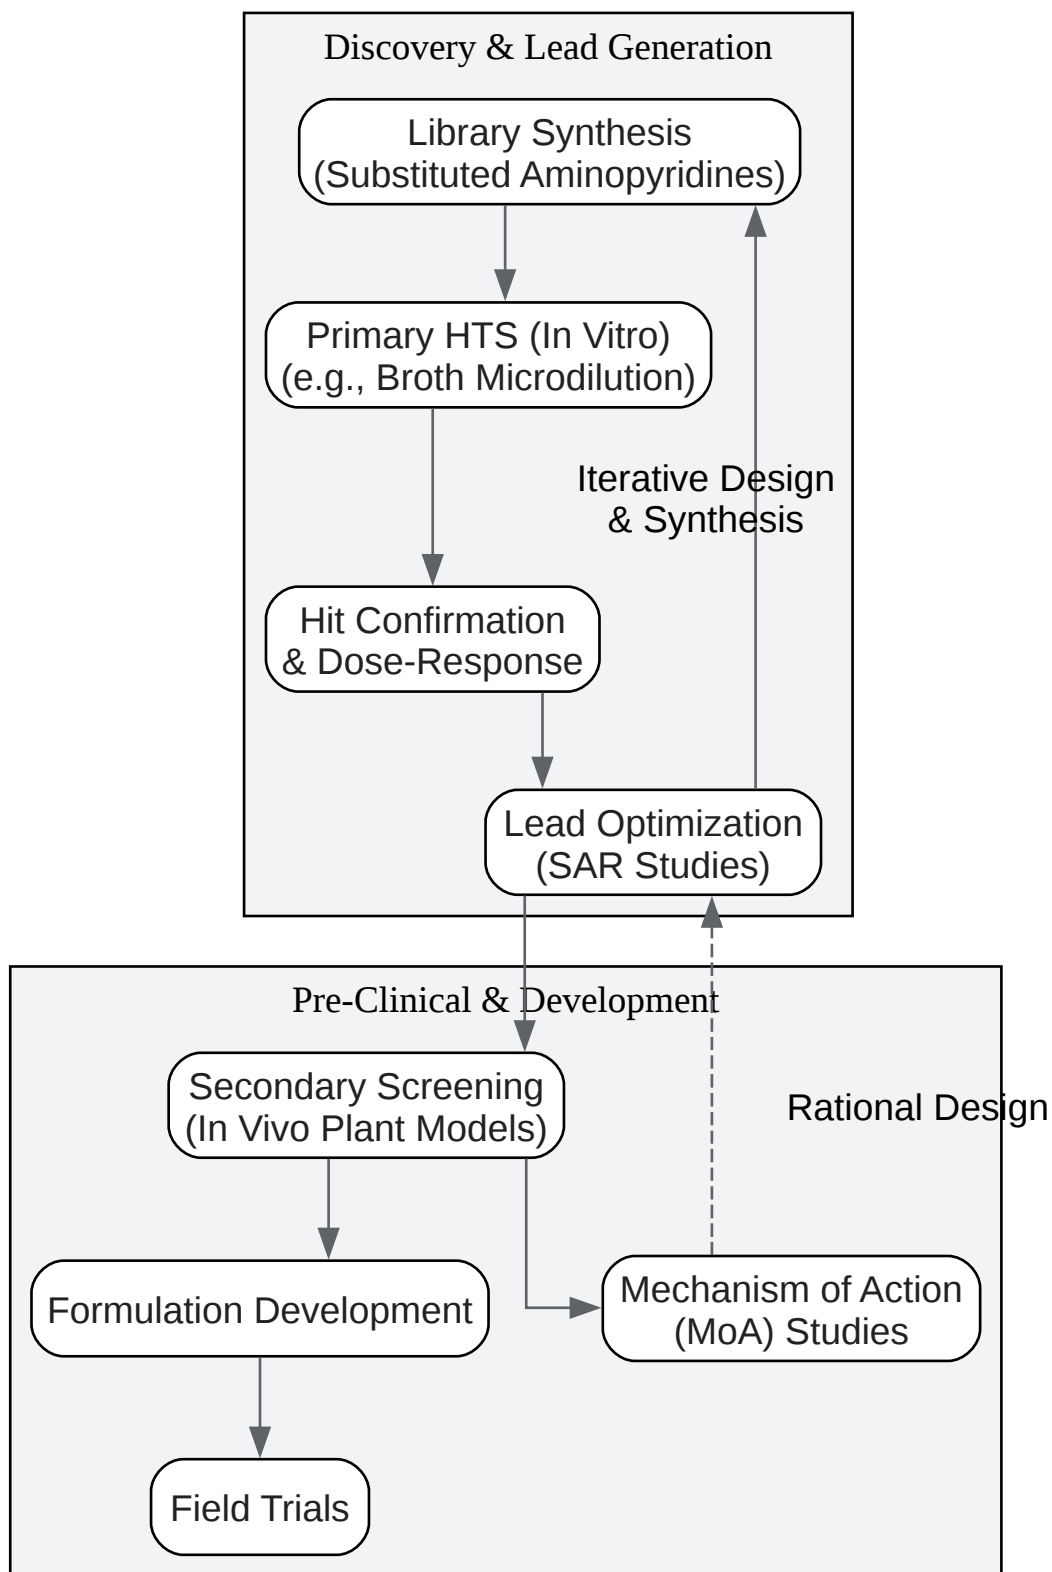 Discovery & Lead Generation
Library Synthesis
(Substituted Aminopyridines)
Primary HTS (In Vitro)
(e.g., Broth Microdilution)
Iterative Design
& Synthesis
Hit Confirmation
& Dose-Response
Lead Optimization
(SAR Studies)
Pre-Clinical & Development
Secondary Screening
(In Vivo Plant Models)
Rational Design
Formulation Development
Mechanism of Action
(MoA) Studies
Field Trials